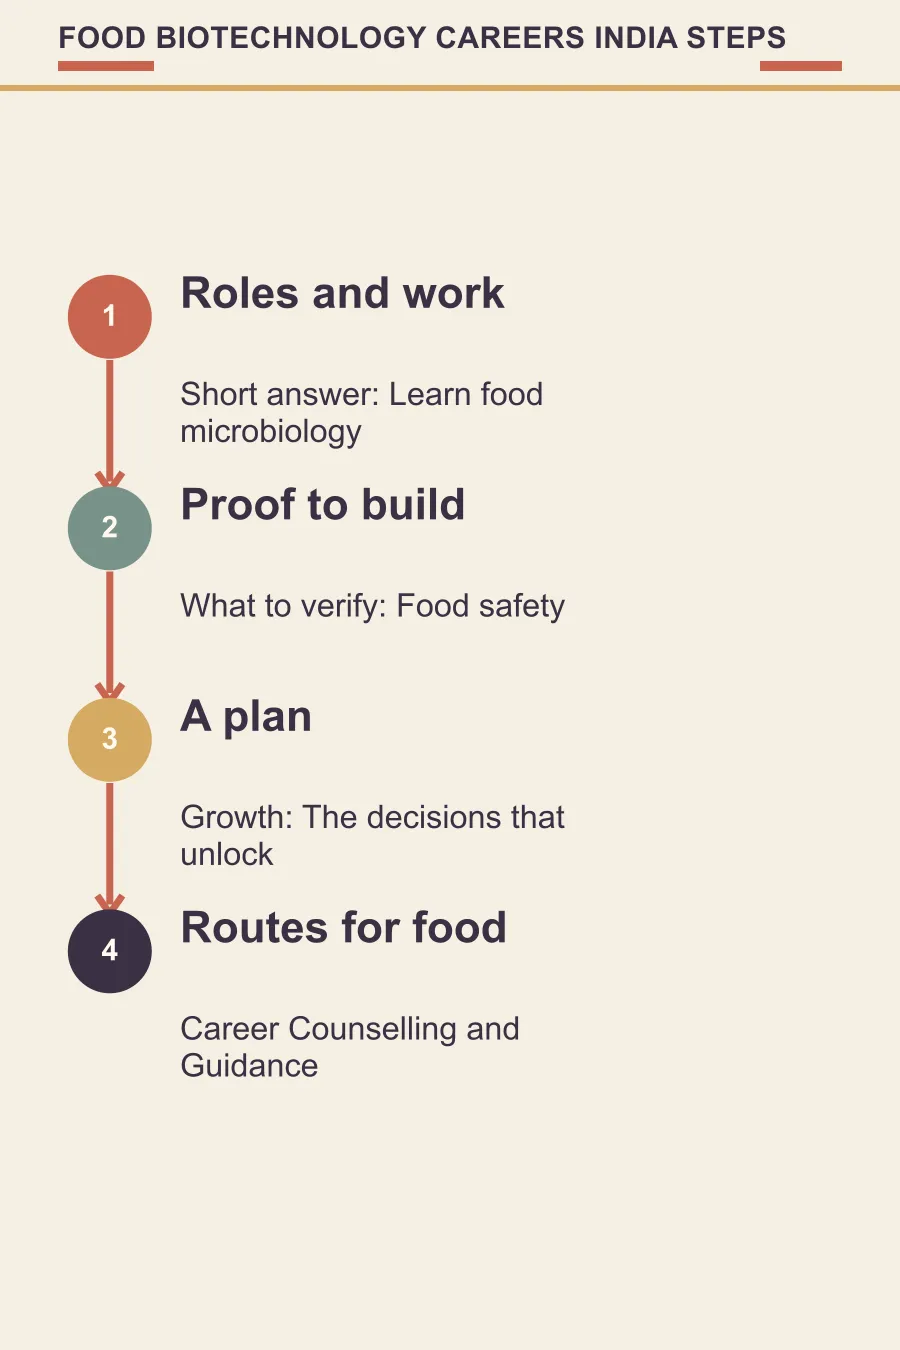 FOOD BIOTECHNOLOGY CAREERS INDIA STEPS
1
Roles and work
Short answer: Learn food
microbiology
2
Proof to build
What to verify: Food safety
3
A plan
Growth: The decisions that
unlock
4
Routes for food
Career Counselling and
Guidance